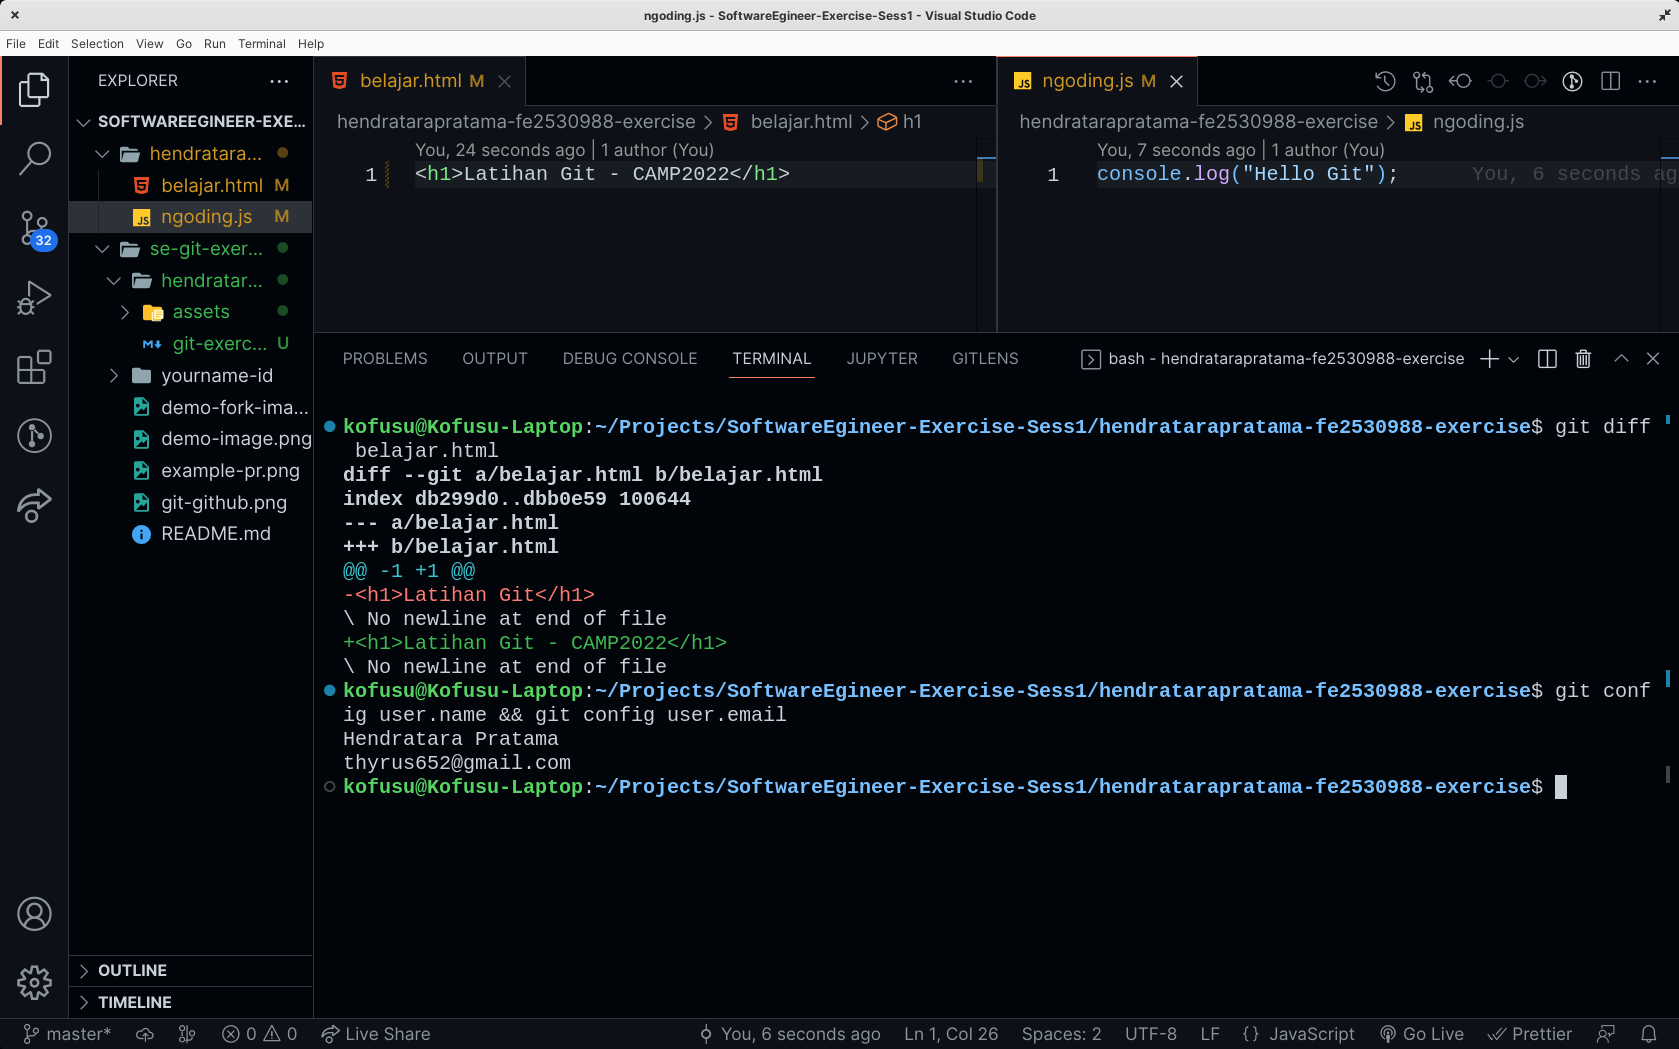 ngoding.js - SoftwareEgineer-Exercise-Sess1 - Visual Studio Code
File Edit Selection View Go Run Terminal Help
EXPLORER
SOFTWAREEGINEER-EXE...
hendratara...
belajar.html M
ngoding.js M
se-git-exer...
hendratar...
assets
git-exerc... U
yourname-id
demo-fork-ima...
demo-image.png
example-pr.png
git-github.png
README.md
OUTLINE
TIMELINE
32
belajar.html M
hendratarapratama-fe2530988-exercise > belajar.html > h1
You, 24 seconds ago | 1 author (You)
1 <h1>Latihan Git - CAMP2022</h1>
JS ngoding.js M
hendratarapratama-fe2530988-exercise > JS ngoding.js
You, 7 seconds ago | 1 author (You)
1 console.log("Hello Git"); You, 6 seconds ag
PROBLEMS OUTPUT DEBUG CONSOLE TERMINAL JUPYTER GITLENS bash - hendratarapratama-fe2530988-exercise
kofusu@Kofusu-Laptop:~/Projects/SoftwareEgineer-Exercise-Sess1/hendratarapratama-fe2530988-exercise$ git diff
belajar.html
diff --git a/belajar.html b/belajar.html
index db299d0..dbb0e59 100644
--- a/belajar.html
+++ b/belajar.html
@@ -1 +1 @@
-<h1>Latihan Git</h1>
\ No newline at end of file
+<h1>Latihan Git - CAMP2022</h1>
\ No newline at end of file
kofusu@Kofusu-Laptop:~/Projects/SoftwareEgineer-Exercise-Sess1/hendratarapratama-fe2530988-exercise$ git conf
ig user.name && git config user.email
Hendratara Pratama
thyrus652@gmail.com
kofusu@Kofusu-Laptop:~/Projects/SoftwareEgineer-Exercise-Sess1/hendratarapratama-fe2530988-exercise$
master* 0 0 Live Share You, 6 seconds ago Ln 1, Col 26 Spaces: 2 UTF-8 LF {} JavaScript Go Live Prettier